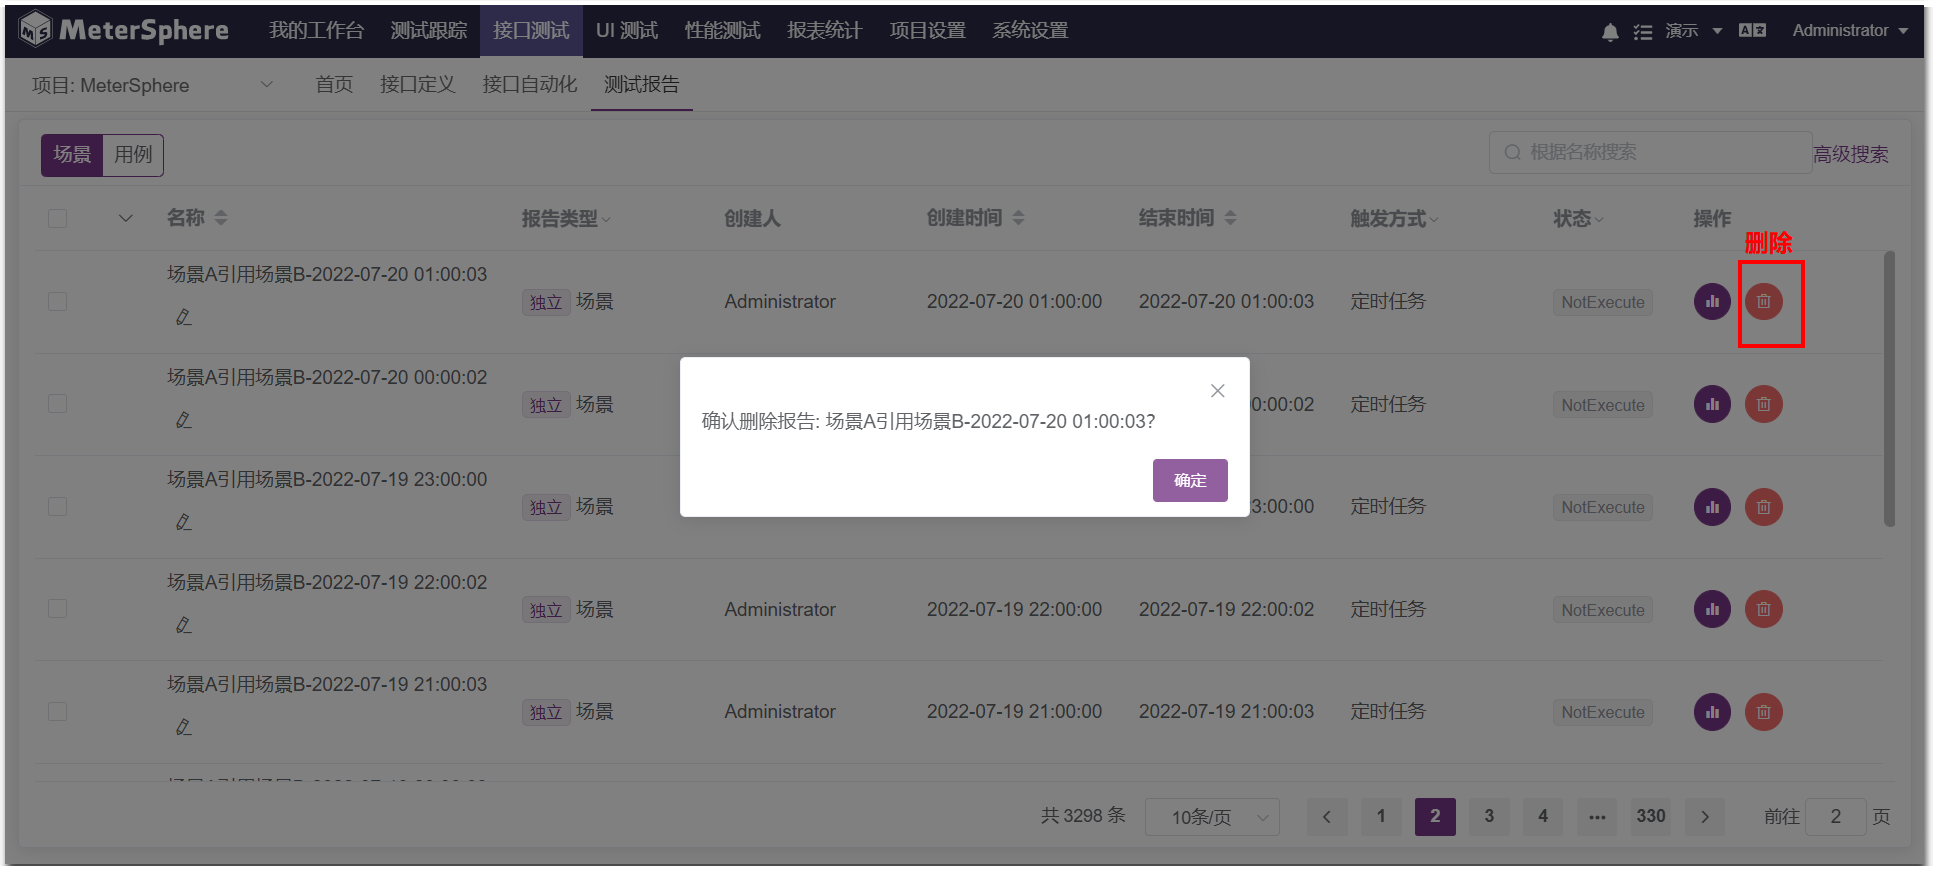 MeterSphere 我的工作台 测试跟踪 接口测试 UI 测试 性能测试 报表统计 项目设置 系统设置 演示 Administrator
项目: MeterSphere 首页 接口定义 接口自动化 测试报告
场景 用例 根据名称搜索 高级搜索
名称 报告类型 创建人 创建时间 结束时间 触发方式 状态 操作
删除
场景A引用场景B-2022-07-20 01:00:03
独立 场景 Administrator 2022-07-20 01:00:00 2022-07-20 01:00:03 定时任务 NotExecute
场景A引用场景B-2022-07-20 00:00:02
独立 场景 0:00:02 定时任务 NotExecute
确认删除报告: 场景A引用场景B-2022-07-20 01:00:03?
确定
场景A引用场景B-2022-07-19 23:00:00
独立 场景 3:00:00 定时任务 NotExecute
场景A引用场景B-2022-07-19 22:00:02
独立 场景 Administrator 2022-07-19 22:00:00 2022-07-19 22:00:02 定时任务 NotExecute
场景A引用场景B-2022-07-19 21:00:03
独立 场景 Administrator 2022-07-19 21:00:00 2022-07-19 21:00:03 定时任务 NotExecute
共 3298 条 10条/页 1 2 3 4 ••• 330 前往 2 页